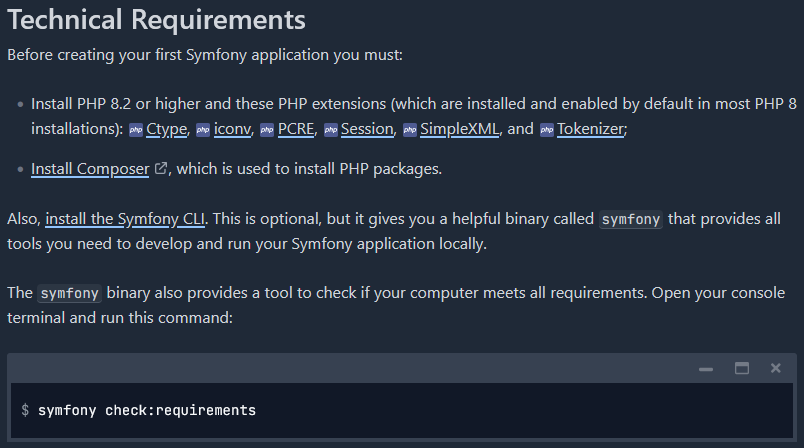 Technical Requirements
Before creating your first Symfony application you must:
• Install PHP 8.2 or higher and these PHP extensions (which are installed and enabled by default in most PHP 8
installations): php Ctype, php iconv, php PCRE, php Session, php SimpleXML, and php Tokenizer;
• Install Composer, which is used to install PHP packages.
Also, install the Symfony CLI. This is optional, but it gives you a helpful binary called symfony that provides all
tools you need to develop and run your Symfony application locally.
The symfony binary also provides a tool to check if your computer meets all requirements. Open your console
terminal and run this command:
$ symfony check:requirements